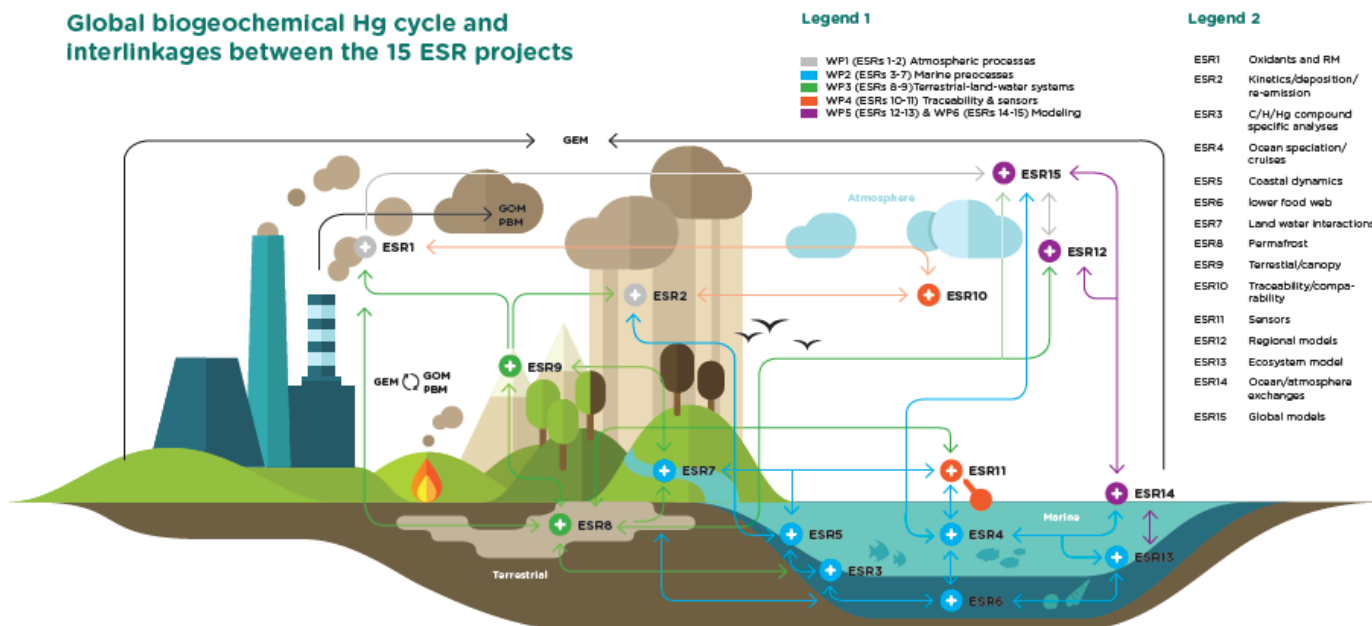 Global biogeochemical Hg cycle and
interlinkages between the 15 ESR projects
Legend 1
WP1 (ESRs 1-2) Atmospheric processes
WP2 (ESRs 3-7) Marine preocesses
WP3 (ESRs 8-9)Terrestrial-land-water systems
WP4 (ESRs 10-11) Traceability & sensors
WP5 (ESRs 12-13) & WP6 (ESRs 14-15) Modeling
Legend 2
ESR1 Oxidants and RM
ESR2 Kinetics/deposition/
re-emission
ESR3 C/H/Hg compound
specific analyses
ESR4 Ocean speciation/
cruises
ESR5 Coastal dynamics
ESR6 lower food web
ESR7 Land water interactions
ESR8 Permafrost
ESR9 Terrestial/canopy
ESR10 Traceability/compa-
rability
ESR11 Sensors
ESR12 Regional models
ESR13 Ecosystem model
ESR14 Ocean/atmosphere
exchanges
ESR15 Global models
GEM
ESR15
Atmosphere
GOM
PBM
ESR1
ESR12
ESR2
ESR10
ESR9
GEM
GOM
PBM
ESR7
ESR11
ESR14
Marine
ESR8
ESR5
ESR4
ESR13
ESR3
Terrestrial
ESR6